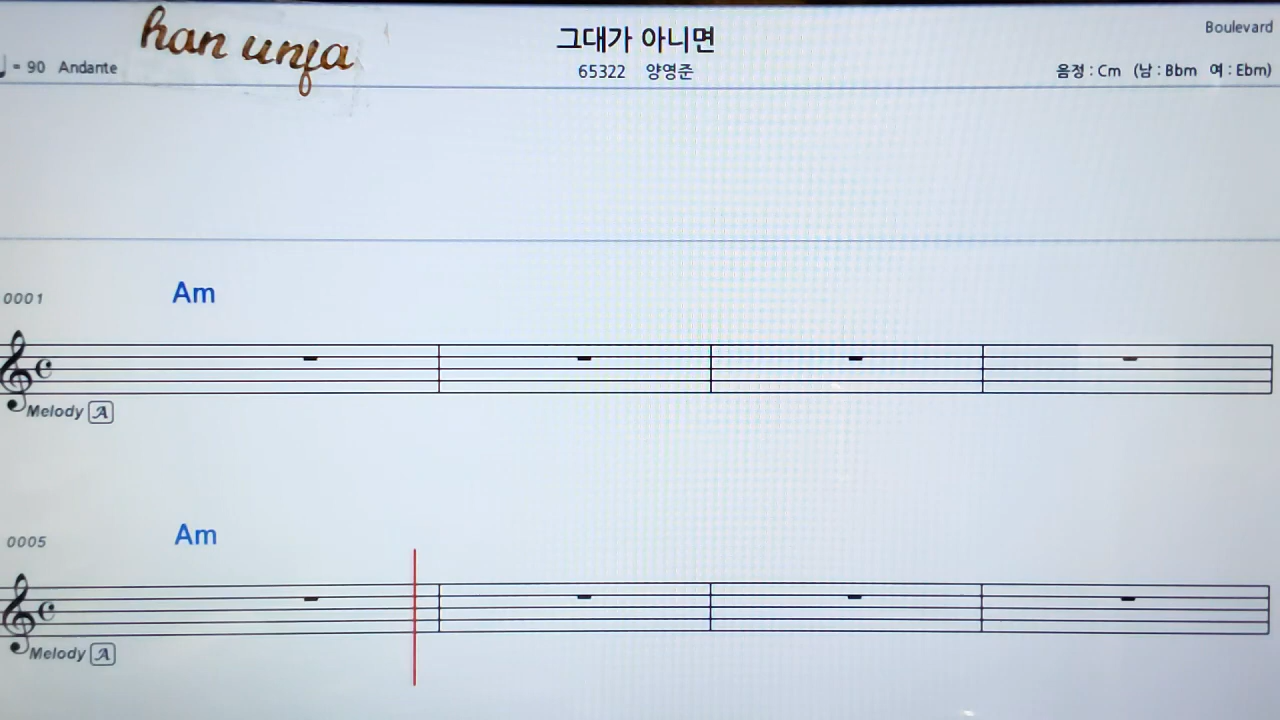 han unfa
그대가 아니면
Boulevard
= 90 Andante
65322 양영준
음정 : Cm (남 : Bbm 여 : Ebm)
0001
Am
Melody A
0005
Am
Melody A